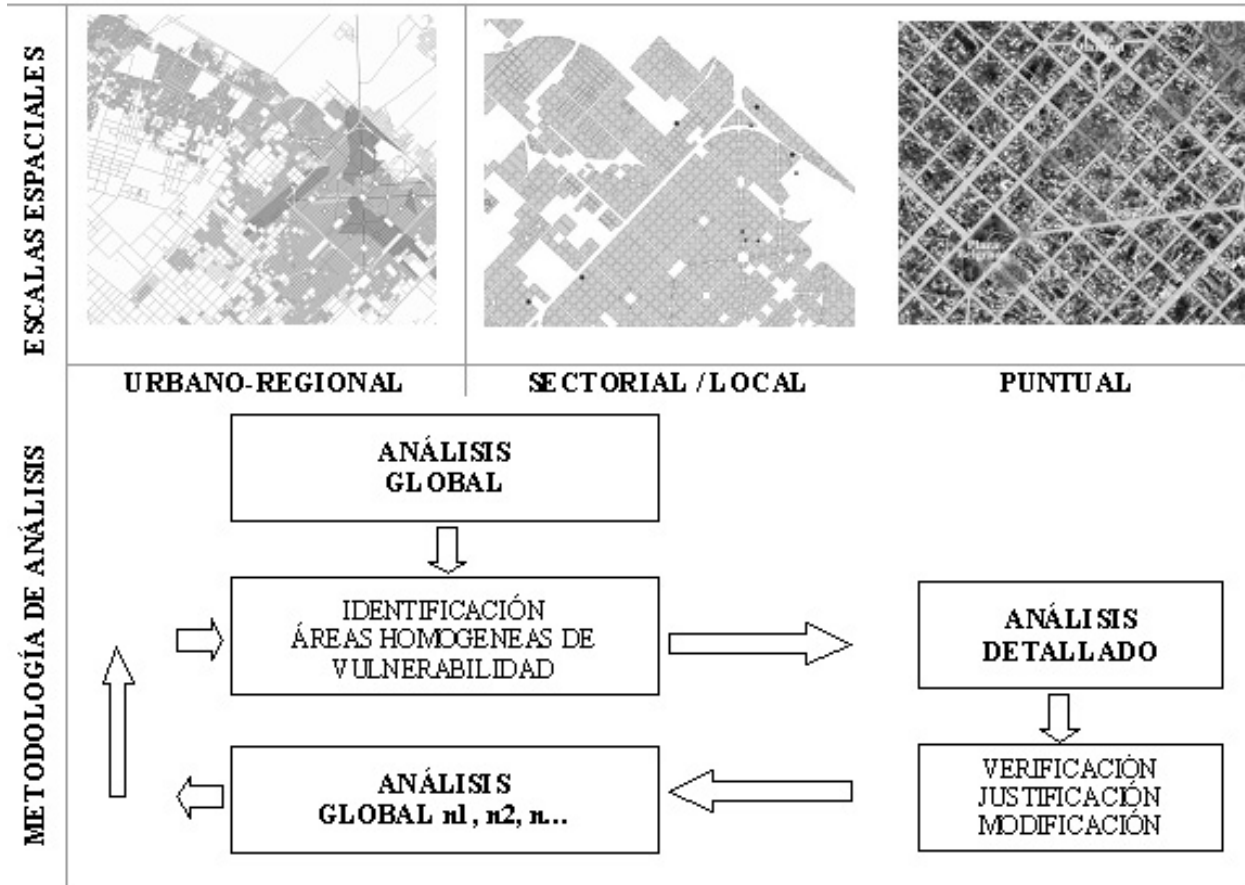 ESCALAS ESPACIALES
Plaza
URBANO-REGIONAL
SECTORIAL / LOCAL
PUNTUAL
METODOLOGÍA DE ANÁLISIS
ANÁLISIS
GLOBAL
IDENTIFICACIÓN
ÁREAS HOMOGENEAS DE
VULNERABILIDAD
ANÁLISIS
DETALLADO
ANÁLISIS
GLOBAL n1, n2, n...
VERIFICACIÓN
JUSTIFICACIÓN
MODIFICACIÓN